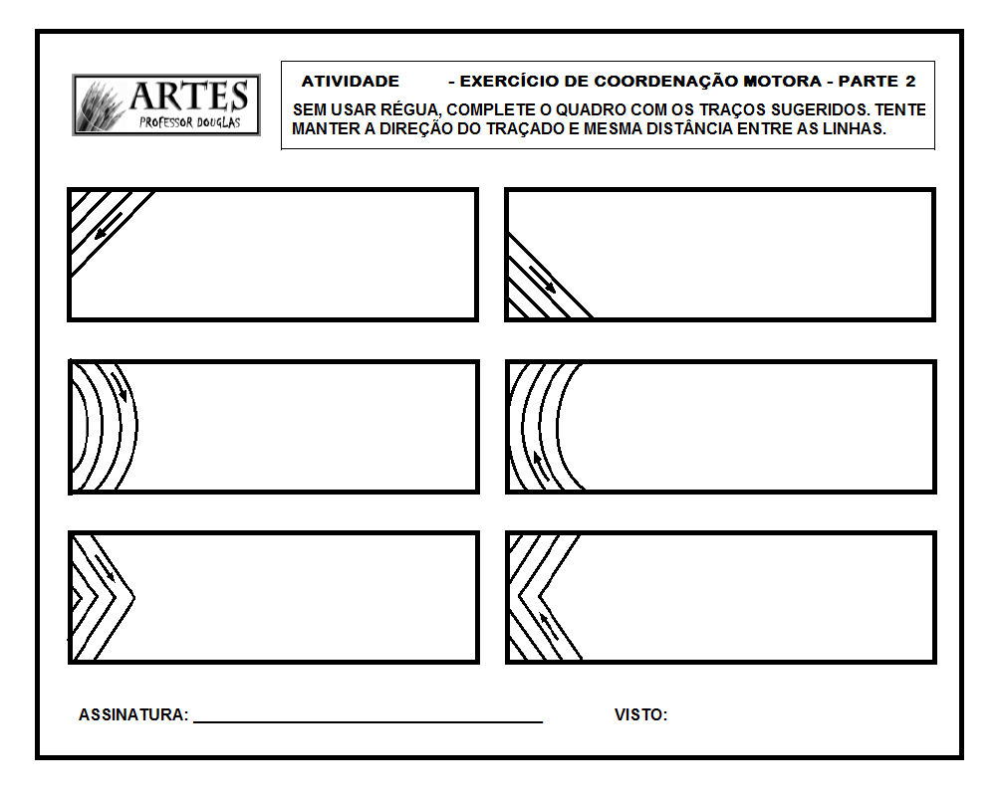 ARTES
PROFESSOR DOUGLAS
ATIVIDADE - EXERCÍCIO DE COORDENAÇÃO MOTORA - PARTE 2
SEM USAR RÉGUA, COMPLETE O QUADRO COM OS TRAÇOS SUGERIDOS. TENTE
MANTER A DIREÇÃO DO TRAÇADO E MESMA DISTÂNCIA ENTRE AS LINHAS.
ASSINATURA: ______________________________________ VISTO: